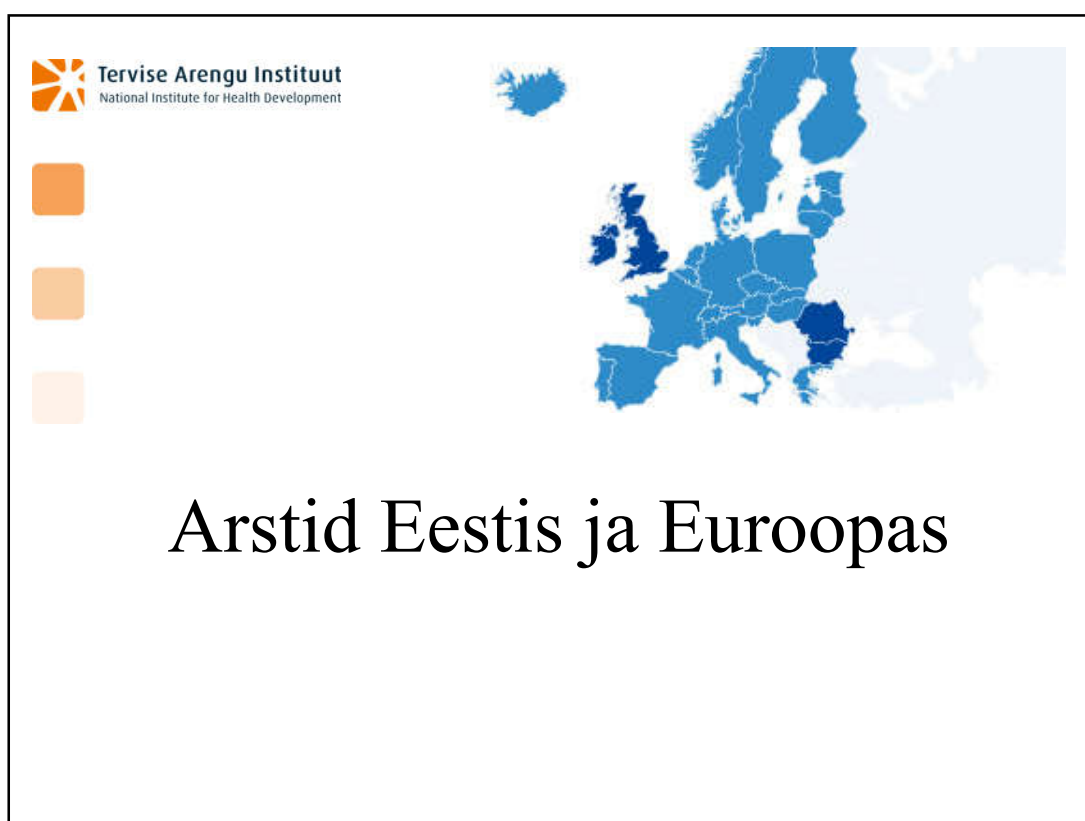 Tervise Arengu Instituut
National Institute for Health Development
Arstid Eestis ja Euroopas